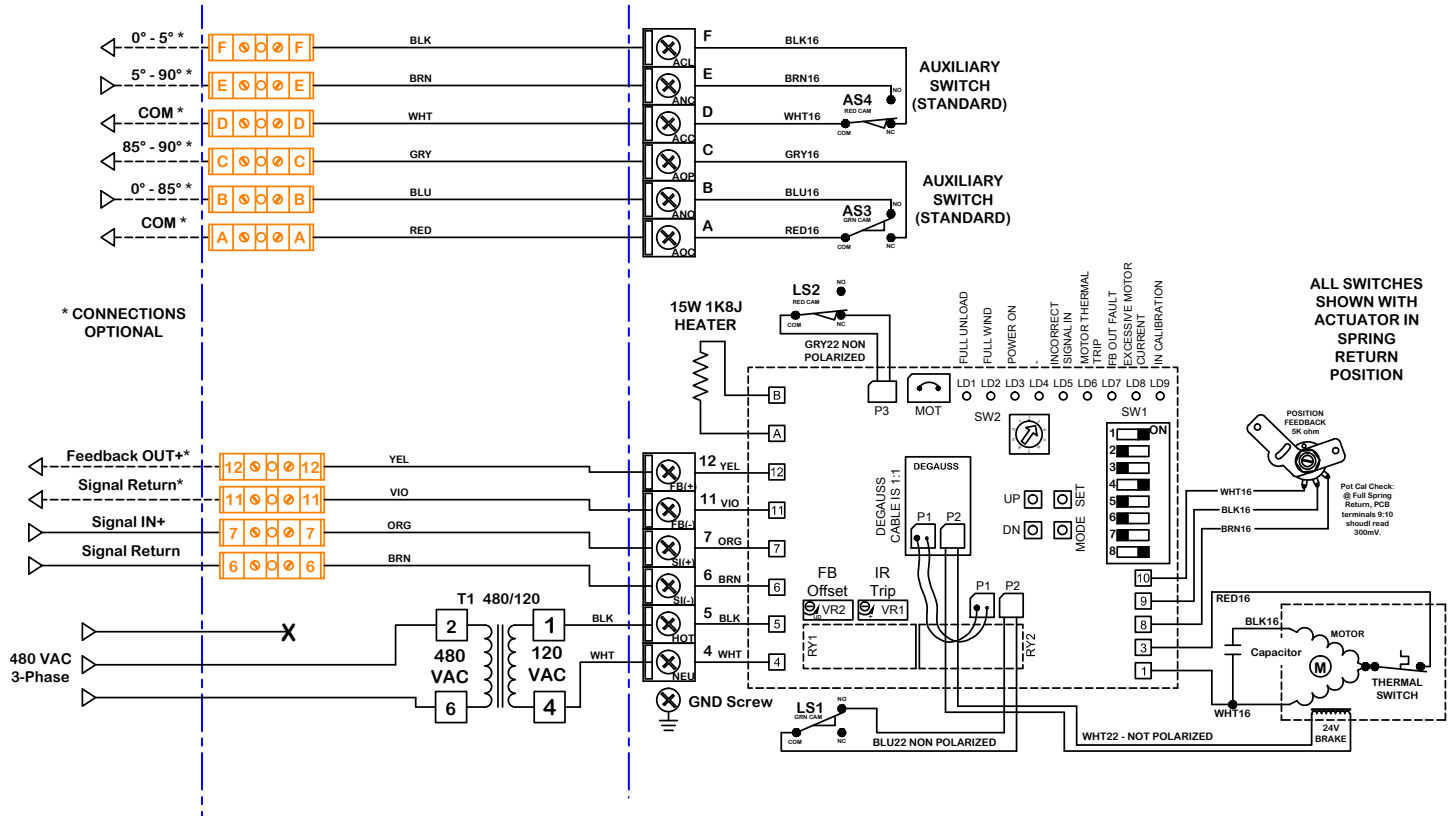 0° - 5° *
F F
BLK
F
ACL
BLK16
5° - 90° *
E E
BRN
E
ANC
BRN16
NO
COM *
D D
WHT
D
ACC
WHT16
AS4
RED CAM
COM
NC
AUXILIARY
SWITCH
(STANDARD)
85° - 90° *
C C
GRY
C
AOP
GRY16
0° - 85° *
B B
BLU
B
ANO
BLU16
NO
COM *
A A
RED
A
AOC
RED16
AS3
GRN CAM
COM
NC
AUXILIARY
SWITCH
(STANDARD)
* CONNECTIONS
OPTIONAL
15W 1K8J
HEATER
LS2
RED CAM
NO
COM
NC
GRY22 NON
POLARIZED
FULL UNLOAD
FULL WIND
POWER ON
-
INCORRECT
SIGNAL IN
MOTOR THERMAL
TRIP
FB OUT FAULT
EXCESSIVE MOTOR
CURRENT
IN CALIBRATION
ALL SWITCHES
SHOWN WITH
ACTUATOR IN
SPRING
RETURN
POSITION
B
A
P3
MOT
LD1 LD2 LD3 LD4 LD5 LD6 LD7 LD8 LD9
SW2
SW1
ON
1
2
3
4
5
6
7
8
POSITION
FEEDBACK
5K ohm
Pot Cal Check:
@ Full Spring
Return, PCB
terminals 9:10
shoudl read
300mV.
WHT16
BLK16
BRN16
Feedback OUT+*
12 12
YEL
12 YEL
FB(+)
12
Signal Return*
11 11
VIO
11 VIO
FB(-)
11
Signal IN+
7 7
ORG
7 ORG
SI(+)
7
Signal Return
6 6
BRN
6 BRN
SI(-)
6
DEGAUSS
DEGAUSS
CABLE IS 1:1
P1 P2
UP
SET
DN
MODE
FB
Offset
VR2
IR
Trip
VR1
+
P1 P2
RY1
RY2
10
9
8
3
1
T1 480/120
2
480
VAC
6
1
120
VAC
4
BLK
5 BLK
HOT
5
WHT
4 WHT
NEU
4
X
480 VAC
3-Phase
GND Screw
LS1
GRN CAM
NO
COM
NC
BLU22 NON POLARIZED
WHT22 - NOT POLARIZED
RED16
BLK16
MOTOR
Capacitor
M
THERMAL
SWITCH
WHT16
24V
BRAKE